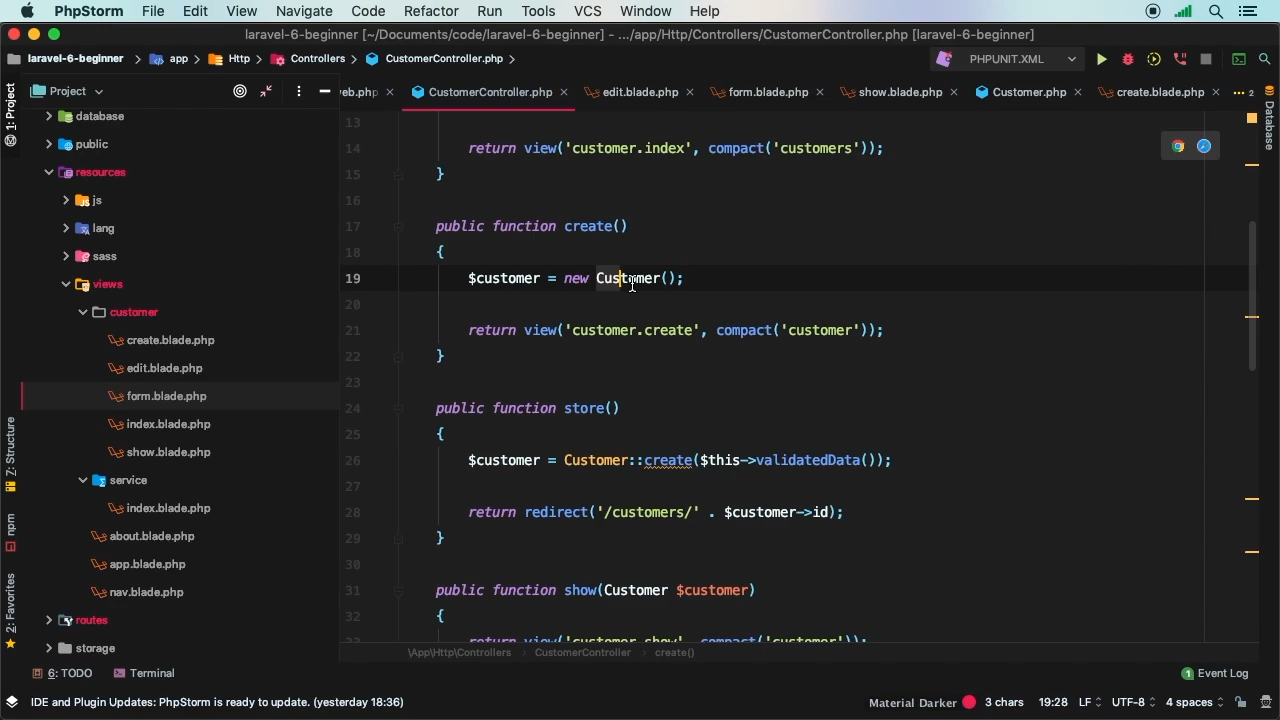 PhpStorm File Edit View Navigate Code Refactor Run Tools VCS Window Help
laravel-6-beginner [~/Documents/code/laravel-6-beginner] - .../app/Http/Controllers/CustomerController.php [laravel-6-beginner]
laravel-6-beginner app Http Controllers CustomerController.php PHPUNIT.XML
1: Project
Project
eb.php CustomerController.php edit.blade.php form.blade.php show.blade.php Customer.php create.blade.php 2
Database
database
public
resources
js
lang
sass
views
customer
create.blade.php
edit.blade.php
form.blade.php
index.blade.php
show.blade.php
service
index.blade.php
about.blade.php
app.blade.php
nav.blade.php
routes
storage
7: Structure
npm
2: Favorites
13
14 return view('customer.index', compact('customers'));
15 }
16
17 public function create()
18 {
19 $customer = new Customer();
20
21 return view('customer.create', compact('customer'));
22 }
23
24 public function store()
25 {
26 $customer = Customer::create($this->validatedData());
27
28 return redirect('/customers/' . $customer->id);
29 }
30
31 public function show(Customer $customer)
32 {
33 return view('customer.show', compact('customer'));
\App\Http\Controllers CustomerController create()
6: TODO Terminal 1 Event Log
IDE and Plugin Updates: PhpStorm is ready to update. (yesterday 18:36) Material Darker 3 chars 19:28 LF UTF-8 4 spaces